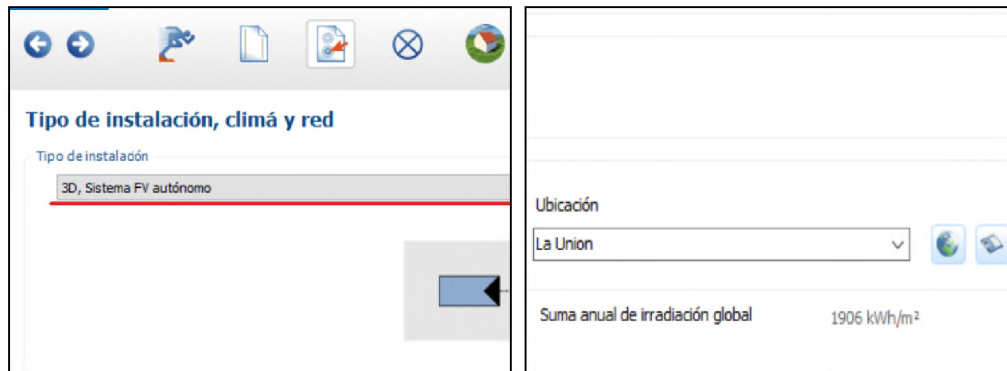 Tipo de instalación, climá y red
Tipo de instalación
3D, Sistema FV autónomo
Ubicación
La Union
Suma anual de irradiación global 1906 kWh/m²